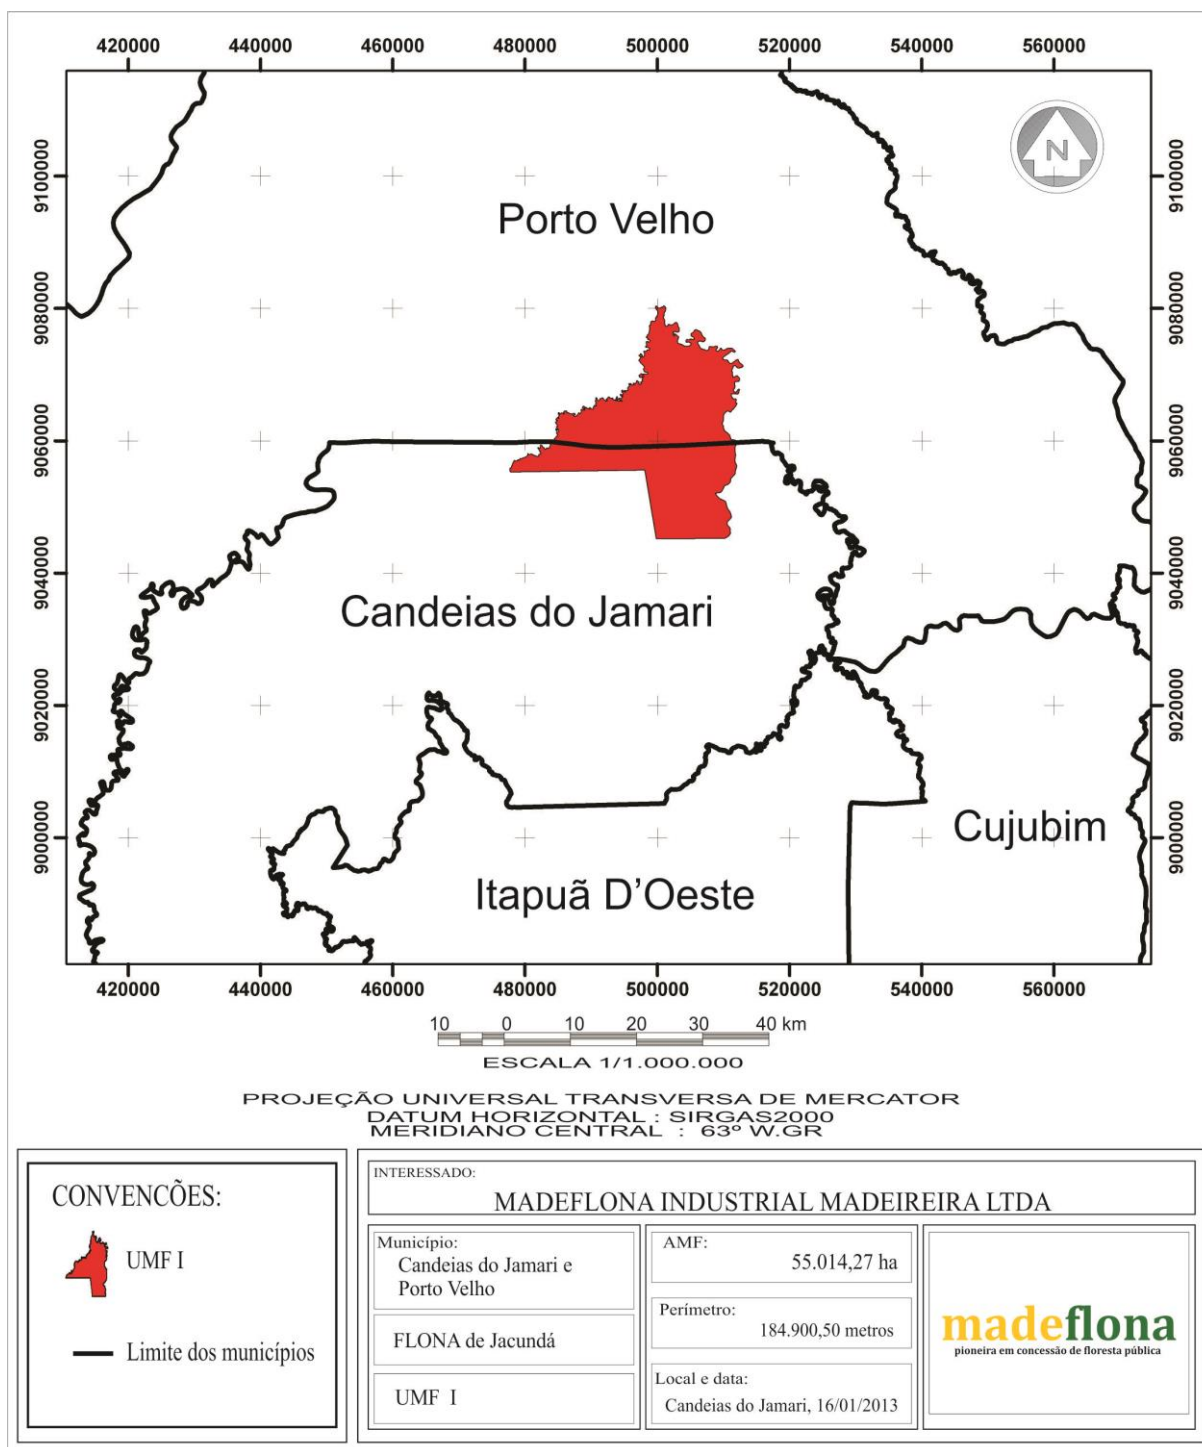 420000 440000 460000 480000 500000 520000 540000 560000
9100000
9080000
9060000
9040000
9020000
9000000
9100000
9080000
9060000
9040000
9020000
9000000
N
Porto Velho
Candeias do Jamari
Cujubim
Itapuã D’Oeste
420000 440000 460000 480000 500000 520000 540000 560000
10 0 10 20 30 40 km
ESCALA 1/1.000.000
PROJEÇÃO UNIVERSAL TRANSVERSA DE MERCATOR
DATUM HORIZONTAL : SIRGAS2000
MERIDIANO CENTRAL : 63º W.GR
CONVENCÕES:
UMF I
Limite dos municípios
INTERESSADO:
MADEFLONA INDUSTRIAL MADEIREIRA LTDA
Município:
Candeias do Jamari e
Porto Velho
FLONA de Jacundá
UMF I
AMF:
55.014,27 ha
Perímetro:
184.900,50 metros
Local e data:
Candeias do Jamari, 16/01/2013
madeflona
pioneira em concessão de floresta pública